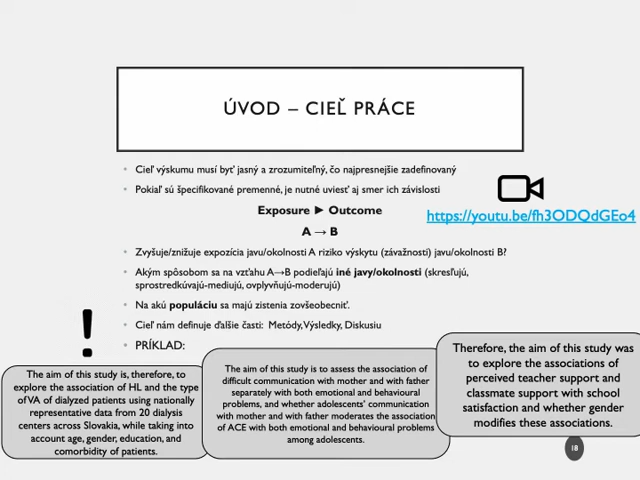 ÚVOD – CIEĽ PRÁCE
• Cieľ výskumu musí byť jasný a zrozumiteľný, čo najpresnejšie zadefinovaný
• Pokiaľ sú špecifikované premenné, je nutné uviesť aj smer ich závislosti
Exposure ► Outcome
A → B
https://youtu.be/fh3ODQdGEo4
• Zvyšuje/znižuje expozícia javu/okolnosti A riziko výskytu (závažnosti) javu/okolnosti B?
• Akým spôsobom sa na vzťahu A→B podieľajú iné javy/okolnosti (skresľujú,
sprostredkúvajú-mediujú, ovplyvňujú-moderujú)
• Na akú populáciu sa majú zistenia zovšeobecniť.
• Cieľ nám definuje ďalšie časti: Metódy, Výsledky, Diskusiu
• PRÍKLAD:
!
The aim of this study is, therefore, to
explore the association of HL and the type
of VA of dialyzed patients using nationally
representative data from 20 dialysis
centers across Slovakia, while taking into
account age, gender, education, and
comorbidity of patients.
The aim of this study is to assess the association of
difficult communication with mother and with father
separately with both emotional and behavioural
problems, and whether adolescents' communication
with mother and with father moderates the association
of ACE with both emotional and behavioural problems
among adolescents.
Therefore, the aim of this study was
to explore the associations of
perceived teacher support and
classmate support with school
satisfaction and whether gender
modifies these associations.
18